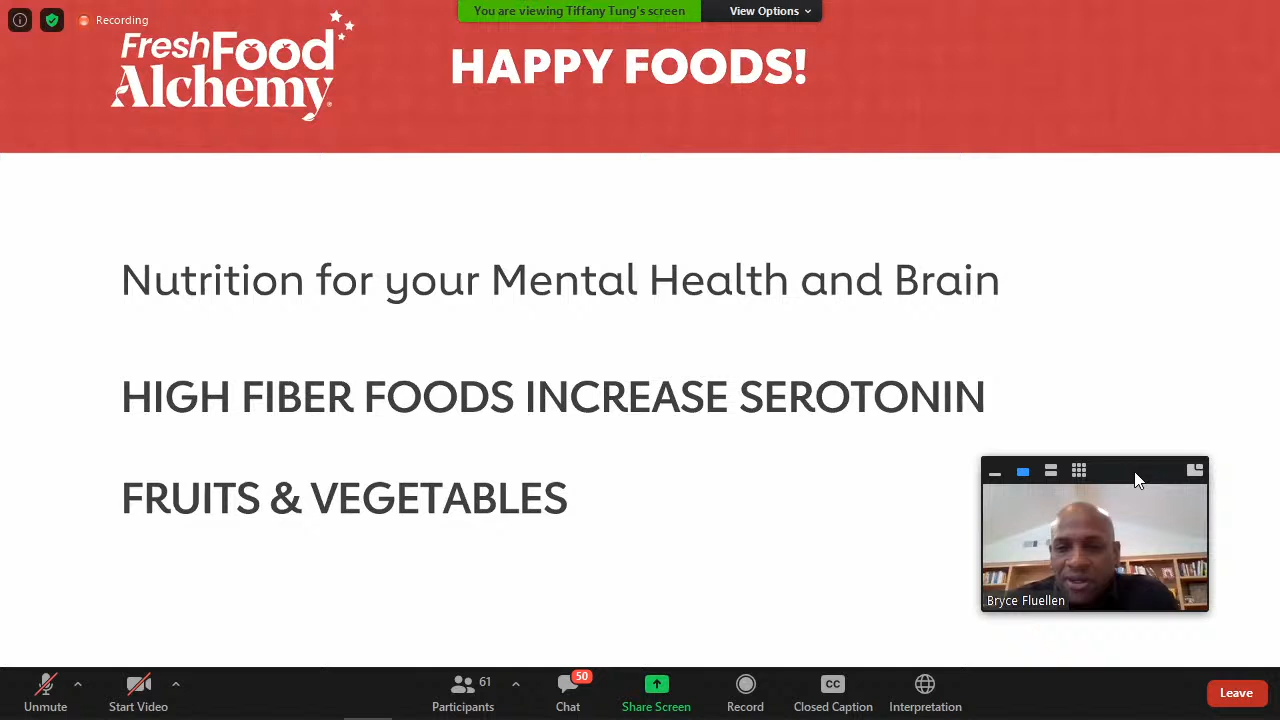 Recording
You are viewing Tiffany Tung's screen
View Options
FreshFood
Alchemy
HAPPY FOODS!
Nutrition for your Mental Health and Brain
HIGH FIBER FOODS INCREASE SEROTONIN
FRUITS & VEGETABLES
Bryce Fluellen
Unmute
Start Video
61
Participants
50
Chat
Share Screen
Record
CC
Closed Caption
Interpretation
Leave